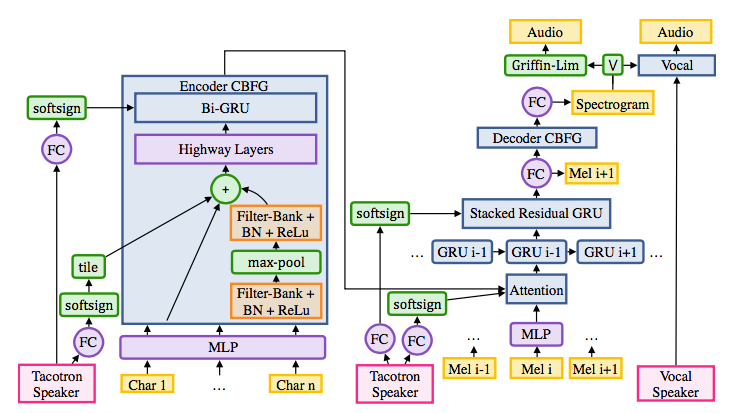 Audio
Audio
Griffin-Lim
V
Vocal
FC
Spectrogram
Decoder CBFG
FC
Mel i+1
softsign
Stacked Residual GRU
...
GRU i-1
GRU i-1
GRU i+1
...
softsign
Attention
FC
FC
MLP
...
...
Mel i-1
Mel i
Mel i+1
Tacotron
Speaker
Vocal
Speaker
Encoder CBFG
Bi-GRU
softsign
FC
Highway Layers
+
Filter-Bank +
BN + ReLu
max-pool
Filter-Bank +
BN + ReLu
tile
softsign
FC
MLP
Tacotron
Speaker
Char 1
...
Char n